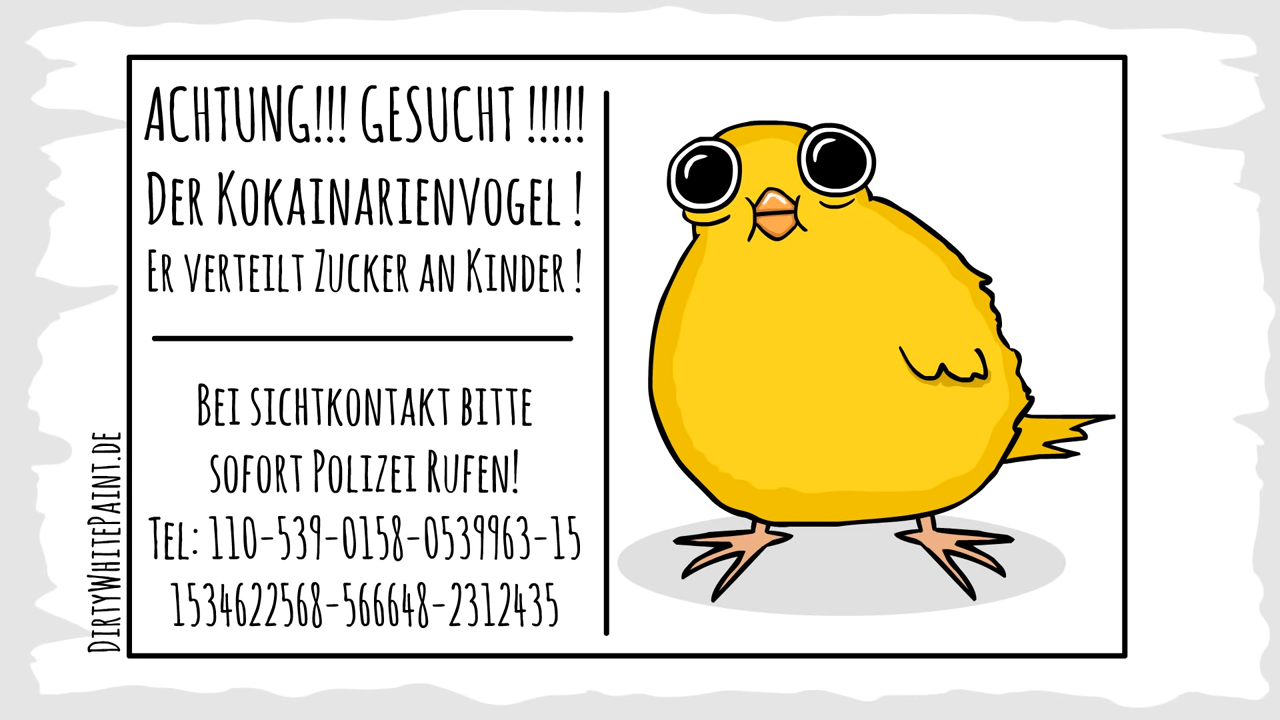 ACHTUNG!!! GESUCHT !!!!!
DER KOKAINARIENVOGEL !
ER VERTEILT ZUCKER AN KINDER !
BEI SICHTKONTAKT BITTE
SOFORT POLIZEI RUFEN!
TEL: 110-539-0158-0539963-15
1534622568-566648-2312435
DIRTYWHITEPAINT.DE